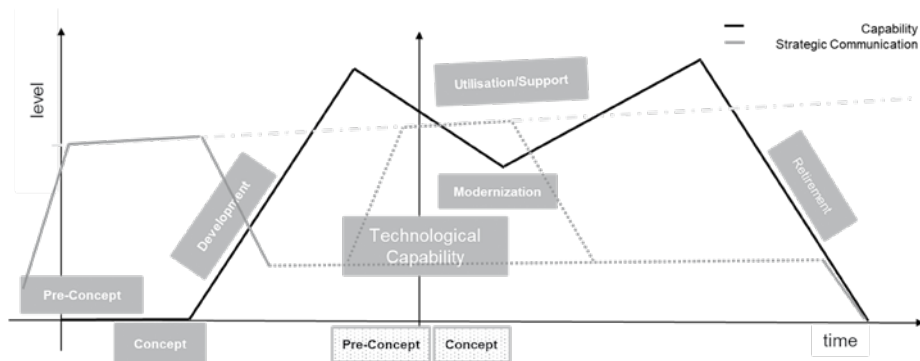 Capability
Strategic Communication
level
Utilisation/Support
Development
Modernization
Retirement
Technological
Capability
Pre-Concept
Concept
Pre-Concept
Concept
time